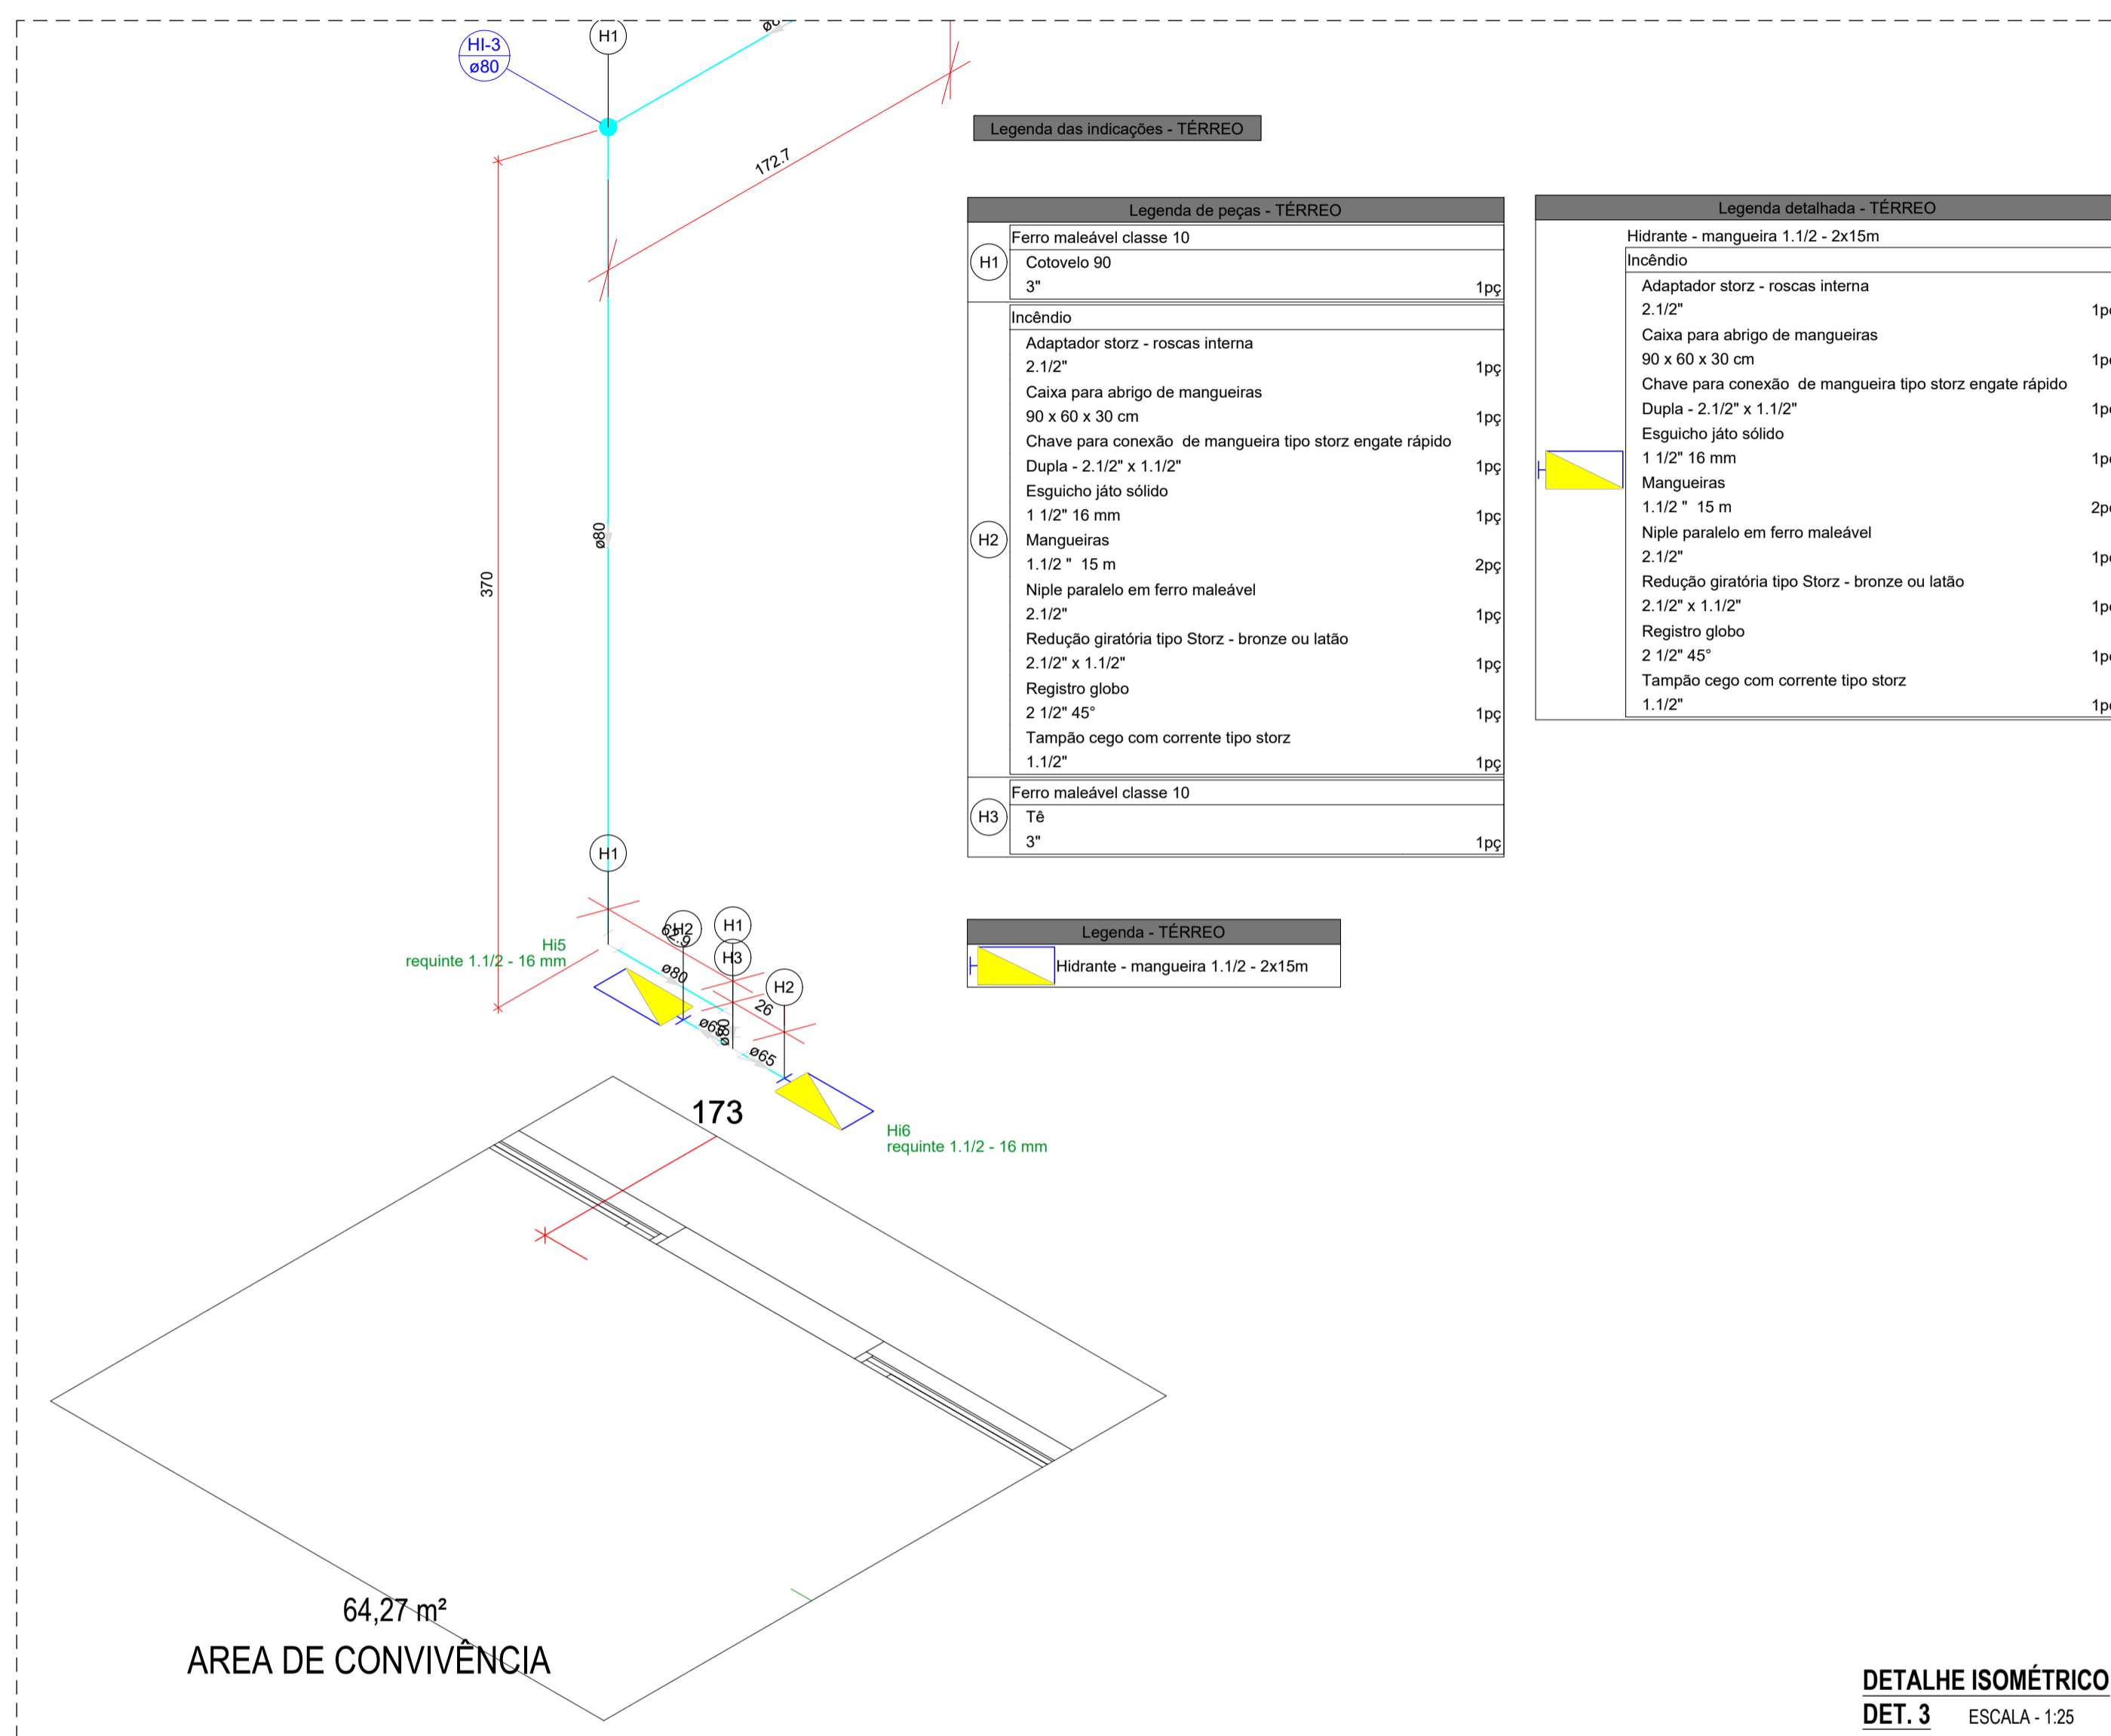 HI-3
ø80
H1
172.7
370
ø80
H1
62.9
H2
H1
H3
H2
ø80
26
ø65
ø80
ø65
Hi5
requinte 1.1/2 - 16 mm
Hi6
requinte 1.1/2 - 16 mm
173
64,27 m²
AREA DE CONVIVÊNCIA
Legenda das indicações - TÉRREO
Legenda de peças - TÉRREO
H1
Ferro maleável classe 10
Cotovelo 90
3" 1pç
H2
Incêndio
Adaptador storz - roscas interna
2.1/2" 1pç
Caixa para abrigo de mangueiras
90 x 60 x 30 cm 1pç
Chave para conexão de mangueira tipo storz engate rápido
Dupla - 2.1/2" x 1.1/2" 1pç
Esguicho játo sólido
1 1/2" 16 mm 1pç
Mangueiras
1.1/2 " 15 m 2pç
Niple paralelo em ferro maleável
2.1/2" 1pç
Redução giratória tipo Storz - bronze ou latão
2.1/2" x 1.1/2" 1pç
Registro globo
2 1/2" 45° 1pç
Tampão cego com corrente tipo storz
1.1/2" 1pç
H3
Ferro maleável classe 10
Tê
3" 1pç
Legenda - TÉRREO
Hidrante - mangueira 1.1/2 - 2x15m
Legenda detalhada - TÉRREO
Hidrante - mangueira 1.1/2 - 2x15m
Incêndio
Adaptador storz - roscas interna
2.1/2"
Caixa para abrigo de mangueiras
90 x 60 x 30 cm
Chave para conexão de mangueira tipo storz engate rápido
Dupla - 2.1/2" x 1.1/2"
Esguicho játo sólido
1 1/2" 16 mm
Mangueiras
1.1/2 " 15 m
Niple paralelo em ferro maleável
2.1/2"
Redução giratória tipo Storz - bronze ou latão
2.1/2" x 1.1/2"
Registro globo
2 1/2" 45°
Tampão cego com corrente tipo storz
1.1/2"
DETALHE ISOMÉTRICO
DET. 3 ESCALA - 1:25